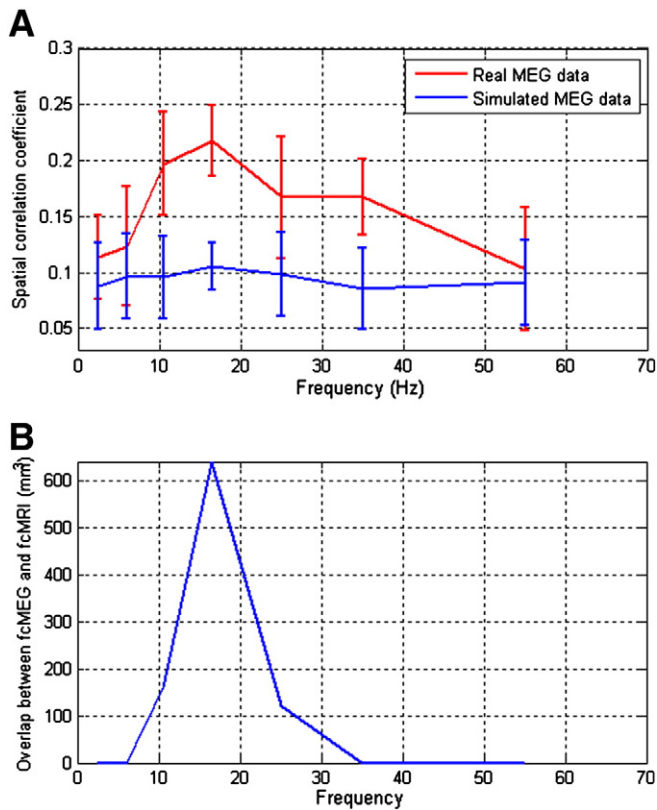 A
Spatial correlation coefficient
0.3
0.25
0.2
0.15
0.1
0.05
Real MEG data
Simulated MEG data
0 10 20 30 40 50 60 70
Frequency (Hz)
B
Overlap between fcMEG and fcMRI (mm³)
600
500
400
300
200
100
0
0 10 20 30 40 50 60 70
Frequency